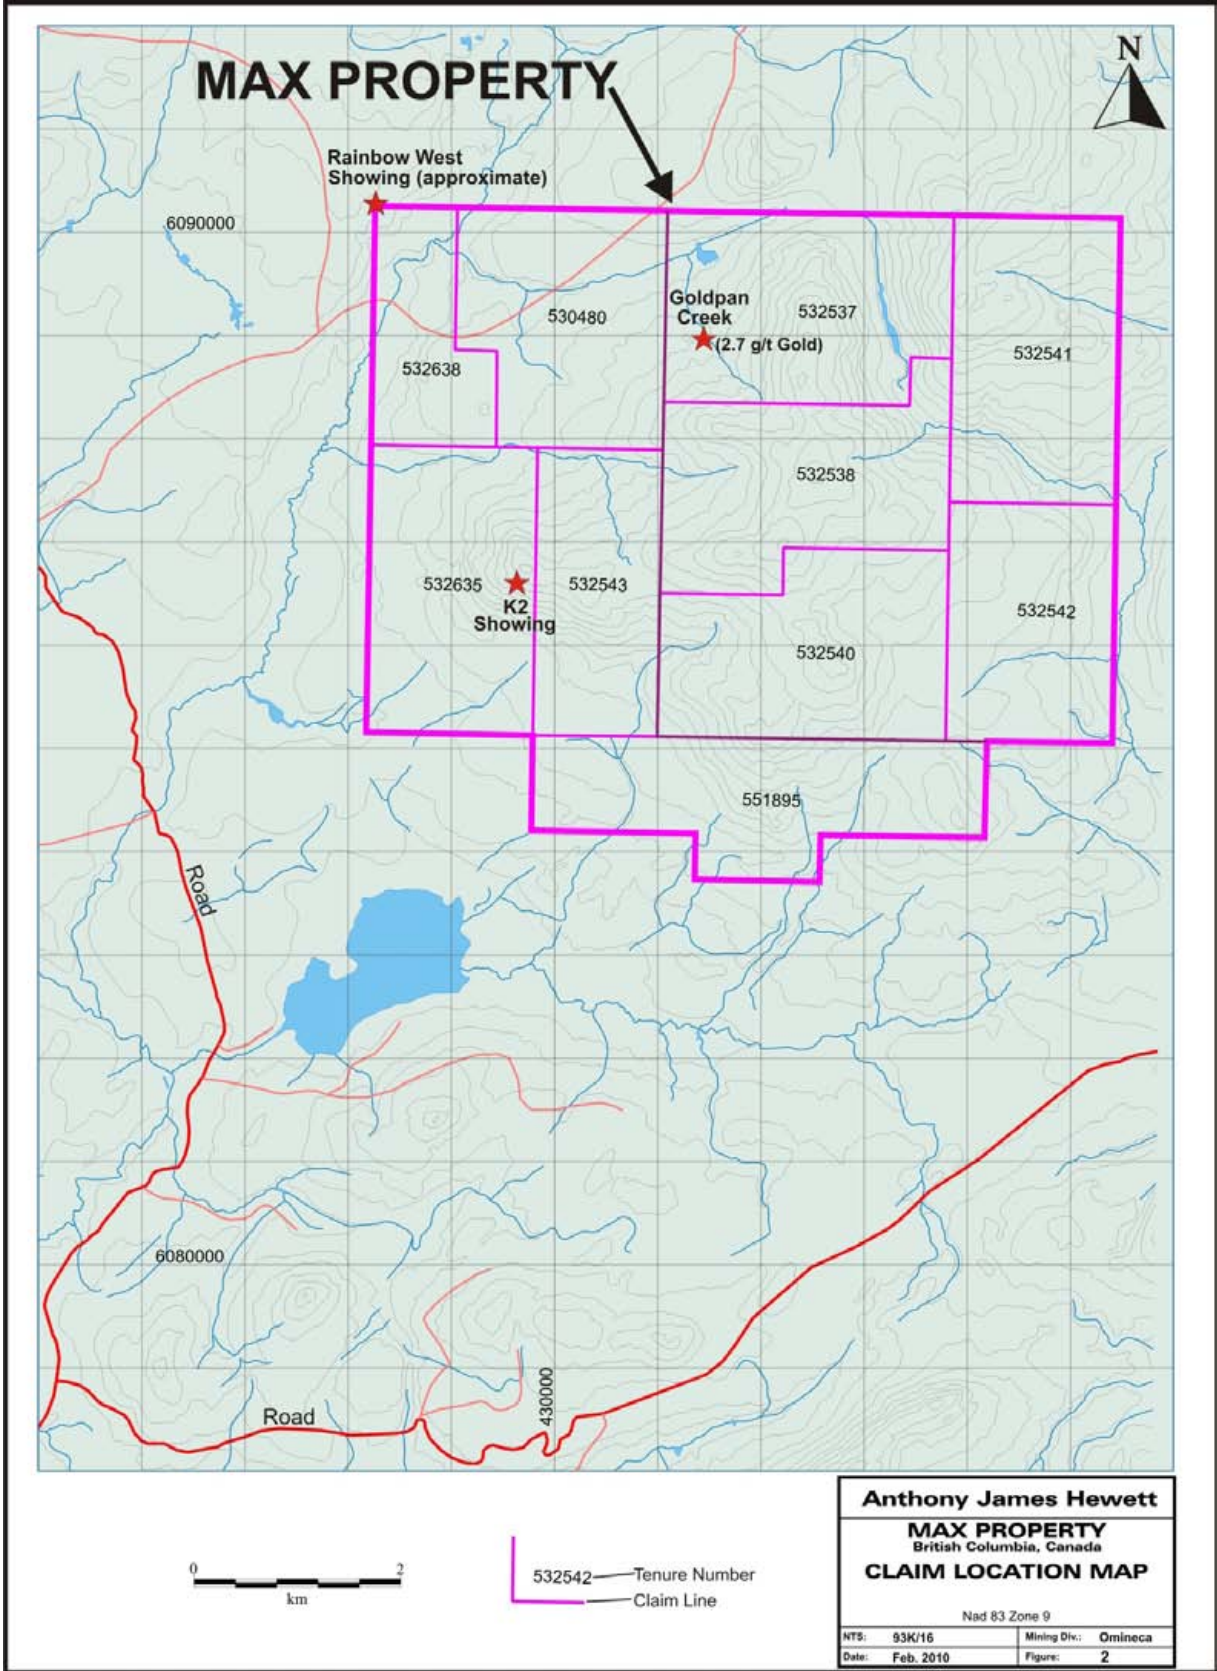 MAX PROPERTY
N
Rainbow West
Showing (approximate)
6090000
Goldpan
Creek
(2.7 g/t Gold)
530480
532537
532541
532638
532538
532635
K2
Showing
532543
532542
532540
551895
Road
6080000
430000
Road
0 2
km
532542 Tenure Number
Claim Line
Anthony James Hewett
MAX PROPERTY
British Columbia, Canada
CLAIM LOCATION MAP
Nad 83 Zone 9
NTS: 93K/16 Mining Div.: Omineca
Date: Feb. 2010 Figure: 2